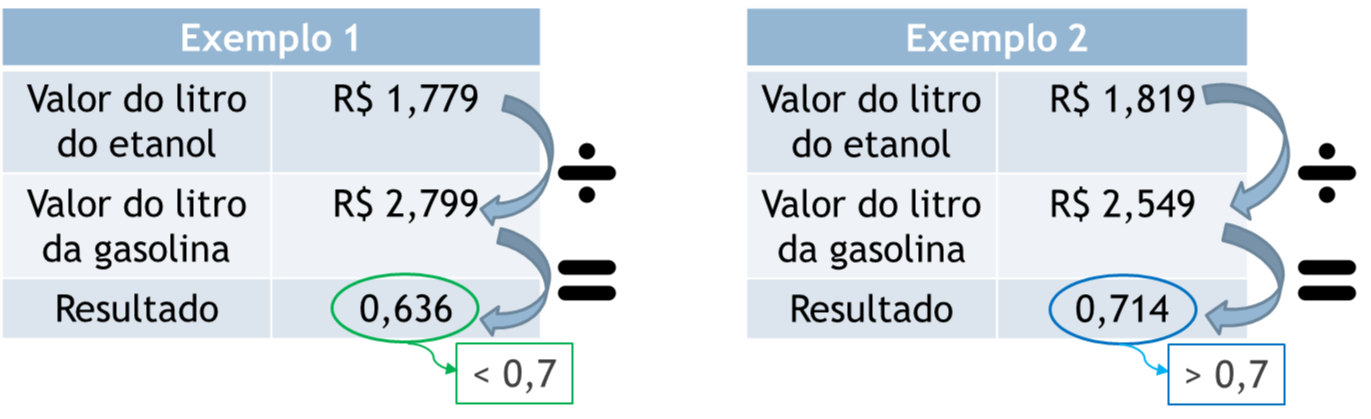 Exemplo 1
Valor do litro
do etanol
R$ 1,779
÷
Valor do litro
da gasolina
R$ 2,799
=
Resultado
0,636
< 0,7
Exemplo 2
Valor do litro
do etanol
R$ 1,819
÷
Valor do litro
da gasolina
R$ 2,549
=
Resultado
0,714
> 0,7